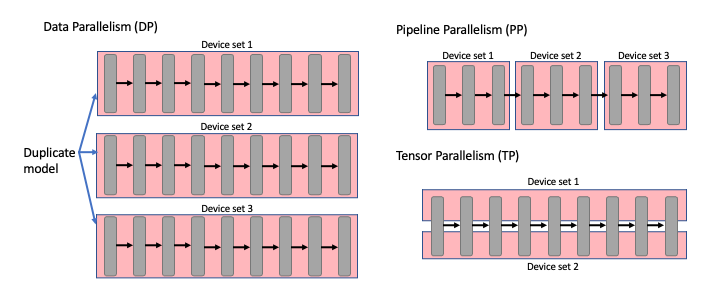 Data Parallelism (DP)
Device set 1
Device set 2
Duplicate
model
Device set 3
Pipeline Parallelism (PP)
Device set 1
Device set 2
Device set 3
Tensor Parallelism (TP)
Device set 1
Device set 2